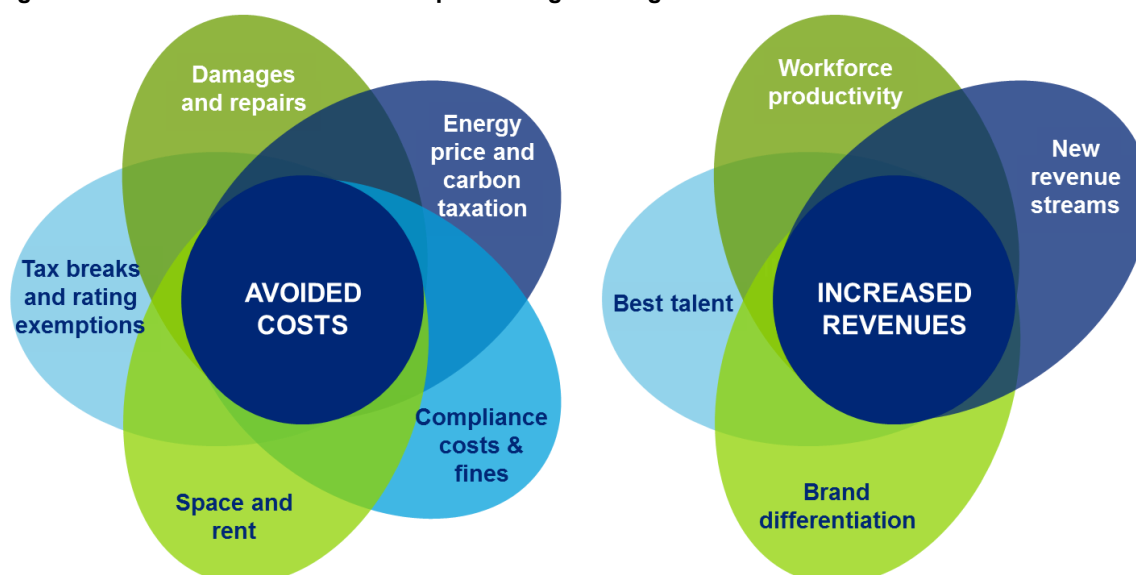 Damages
and repairs
Energy
price and
carbon
taxation
Tax breaks
and rating
exemptions
AVOIDED
COSTS
Compliance
costs &
fines
Space and
rent
Workforce
productivity
New
revenue
streams
Best talent
INCREASED
REVENUES
Brand
differentiation